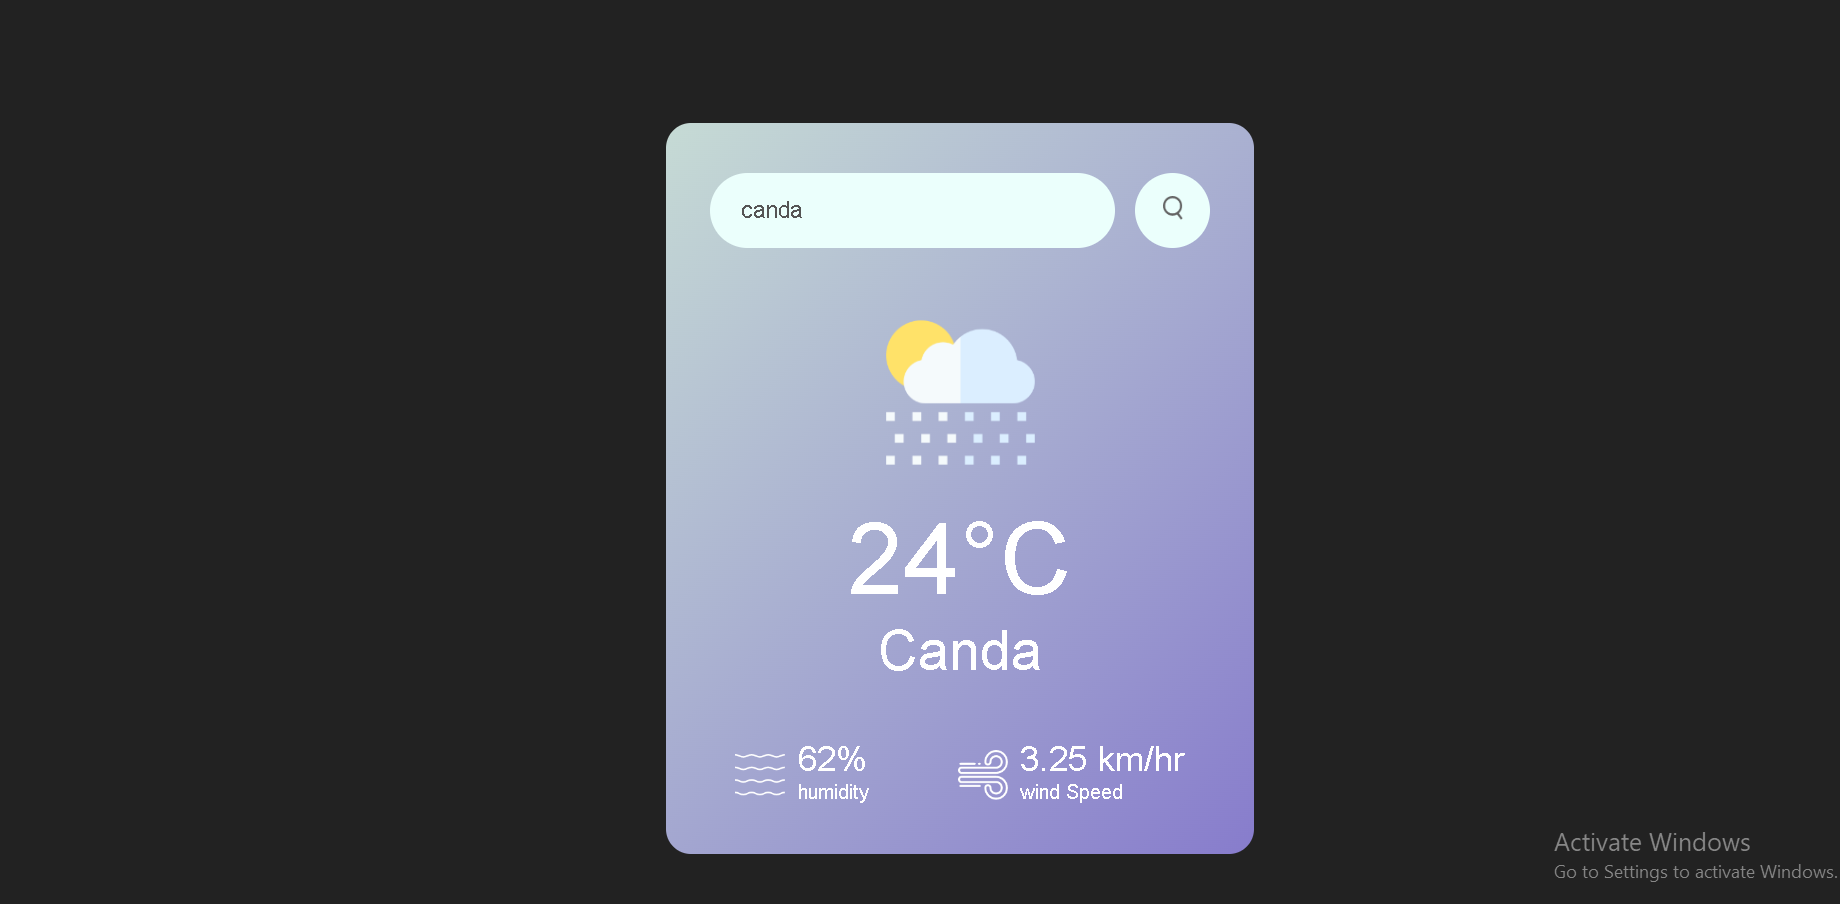 canda
24°C
Canda
62%
humidity
3.25 km/hr
wind Speed
Activate Windows
Go to Settings to activate Windows.